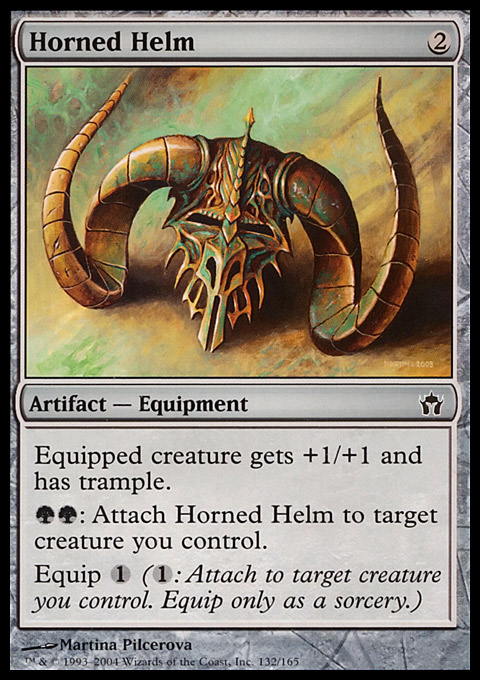 Horned Helm 2
MARTINA 2003
Artifact — Equipment
Equipped creature gets +1/+1 and
has trample.
: Attach Horned Helm to target
creature you control.
Equip 1 (1: Attach to target creature
you control. Equip only as a sorcery.)
Martina Pilcerova
™ & © 1993–2004 Wizards of the Coast, Inc. 132/165